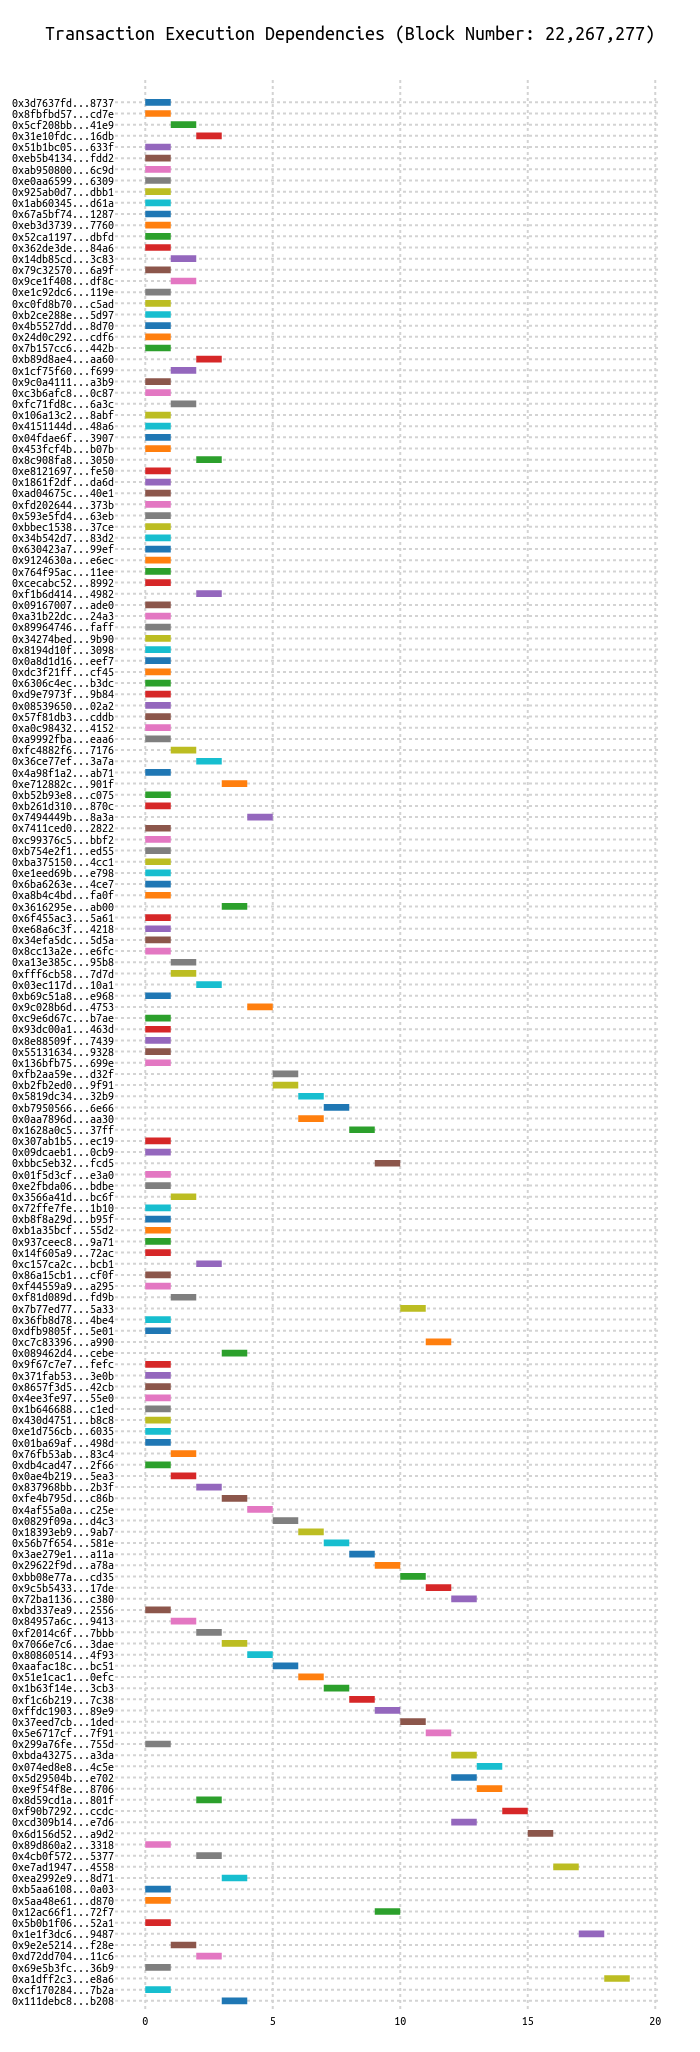 Transaction Execution Dependencies (Block Number: 22,267,277)
0x3d7637fd...8737
0x8fbfbd57...cd7e
0x5cf208bb...41e9
0x31e10fdc...16db
0x51b1bc05...633f
0xeb5b4134...fdd2
0xab950800...6c9d
0xe0aa6599...6309
0x925ab0d7...dbb1
0x1ab60345...d61a
0x67a5bf74...1287
0xeb3d3739...7760
0x52ca1197...dbfd
0x362de3de...84a6
0x14db85cd...3c83
0x79c32570...6a9f
0x9ce1f408...df8c
0xe1c92dc6...119e
0xc0fd8b70...c5ad
0xb2ce288e...5d97
0x4b5527dd...8d70
0x24d0c292...cdf6
0x7b157cc6...442b
0xb89d8ae4...aa60
0x1cf75f60...f699
0x9c0a4111...a3b9
0xc3b6afc8...0c87
0xfc71fd8c...6a3c
0x106a13c2...8abf
0x4151144d...48a6
0x04fdae6f...3907
0x453fcf4b...b07b
0x8c908fa8...3050
0xe8121697...fe50
0x1861f2df...da6d
0xad04675c...40e1
0xfd202644...373b
0x593e5fd4...63eb
0xbbec1538...37ce
0x34b542d7...83d2
0x630423a7...99ef
0x9124630a...e6ec
0x764f95ac...11ee
0xcecabc52...8992
0xf1b6d414...4982
0x09167007...ade0
0xa31b22dc...24a3
0x89964746...faff
0x34274bed...9b90
0x8194d10f...3098
0x0a8d1d16...eef7
0xdc3f21ff...cf45
0x6306c4ec...b3dc
0xd9e7973f...9b84
0x08539650...02a2
0x57f81db3...cddb
0xa0c98432...4152
0xa9992fba...eaa6
0xfc4882f6...7176
0x36ce77ef...3a7a
0x4a98f1a2...ab71
0xe712882c...901f
0xb52b93e8...c075
0xb261d310...870c
0x7494449b...8a3a
0x7411ced0...2822
0xc99376c5...bbf2
0xb754e2f1...ed55
0xba375150...4cc1
0xe1eed69b...e798
0x6ba6263e...4ce7
0xa8b4c4bd...fa0f
0x3616295e...ab00
0x6f455ac3...5a61
0xe68a6c3f...4218
0x34efa5dc...5d5a
0x8cc13a2e...e6fc
0xa13e385c...95b8
0xfff6cb58...7d7d
0x03ec117d...10a1
0xb69c51a8...e968
0x9c028b6d...4753
0xc9e6d67c...b7ae
0x93dc00a1...463d
0x8e88509f...7439
0x55131634...9328
0x136bfb75...699e
0xfb2aa59e...d32f
0xb2fb2ed0...9f91
0x5819dc34...32b9
0xb7950566...6e66
0x0aa7896d...aa30
0x1628a0c5...37ff
0x307ab1b5...ec19
0x09dcaeb1...0cb9
0xbbc5eb32...fcd5
0x01f5d3cf...e3a0
0xe2fbda06...bdbe
0x3566a41d...bc6f
0x72ffe7fe...1b10
0xb8f8a29d...b95f
0xb1a35bcf...55d2
0x937ceec8...9a71
0x14f605a9...72ac
0xc157ca2c...bcb1
0x86a15cb1...cf0f
0xf44559a9...a295
0xf81d089d...fd9b
0x7b77ed77...5a33
0x36fb8d78...4be4
0xdfb9805f...5e01
0xc7c83396...a990
0x089462d4...cebe
0x9f67c7e7...fefc
0x371fab53...3e0b
0x8657f3d5...42cb
0x4ee3fe97...55e0
0x1b646688...c1ed
0x430d4751...b8c8
0xe1d756cb...6035
0x01ba69af...498d
0x76fb53ab...83c4
0xdb4cad47...2f66
0x0ae4b219...5ea3
0x837968bb...2b3f
0xfe4b795d...c86b
0x4af55a0a...c25e
0x0829f09a...d4c3
0x18393eb9...9ab7
0x56b7f654...581e
0x3ae279e1...a11a
0x29622f9d...a78a
0xbb08e77a...cd35
0x9c5b5433...17de
0x72ba1136...c380
0xbd337ea9...2556
0x84957a6c...9413
0xf2014c6f...7bbb
0x7066e7c6...3dae
0x80860514...4f93
0xaafac18c...bc51
0x51e1cac1...0efc
0x1b63f14e...3cb3
0xf1c6b219...7c38
0xffdc1903...89e9
0x37eed7cb...1ded
0x5e6717cf...7f91
0x299a76fe...755d
0xbda43275...a3da
0x074ed8e8...4c5e
0x5d29504b...e702
0xe9f54f8e...8706
0x8d59cd1a...801f
0xf90b7292...ccdc
0xcd309b14...e7d6
0x6d156d52...a9d2
0x89d860a2...3318
0x4cb0f572...5377
0xe7ad1947...4558
0xea2992e9...8d71
0xb5aa6108...0a03
0x5aa48e61...d870
0x12ac66f1...72f7
0x5b0b1f06...52a1
0x1e1f3dc6...9487
0x9e2e5214...f28e
0xd72dd704...11c6
0x69e5b3fc...36b9
0xa1dff2c3...e8a6
0xcf170284...7b2a
0x111debc8...b208
0 5 10 15 20